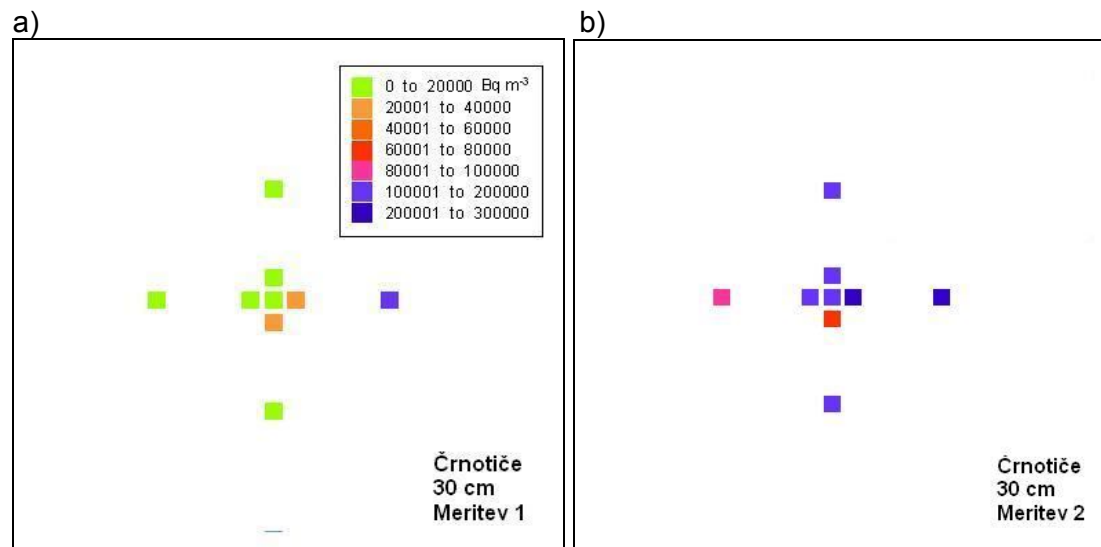 a)
0 to 20000 Bq m-3
20001 to 40000
40001 to 60000
60001 to 80000
80001 to 100000
100001 to 200000
200001 to 300000
Črnotiče
30 cm
Meritev 1
b)
Črnotiče
30 cm
Meritev 2